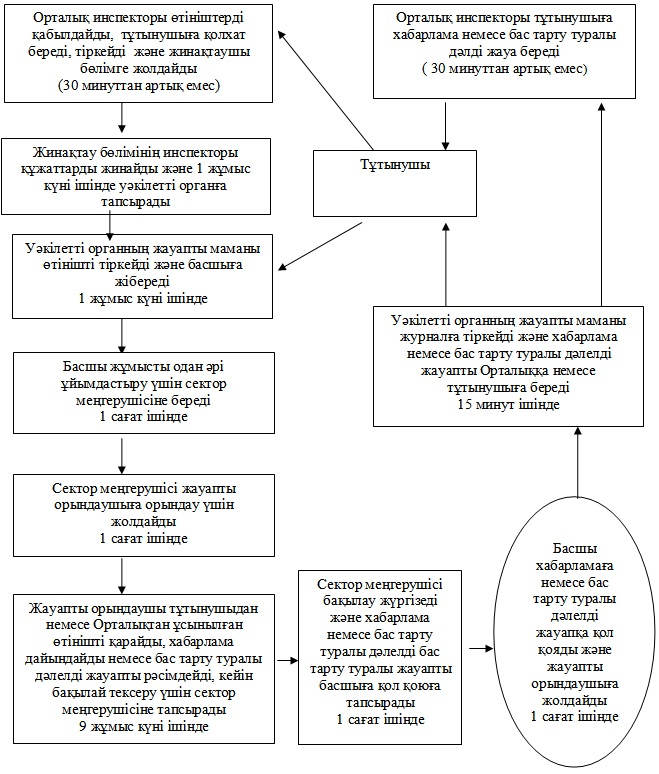 Орталық инспекторы өтініштерді
қабылдайды,  тұтынушыға қолхат
береді, тіркейді  және жинақтаушы
бөлімге жолдайды
(30 минуттан артық емес)
Орталық инспекторы тұтынушыға
хабарлама немесе бас тарту туралы
дәлді жауа береді
( 30 минуттан артық емес)
Жинақтау бөлімінің инспекторы
құжаттарды жинайды және 1 жұмыс
күні ішінде уәкілетті органға
тапсырады
Тұтынушы
Уәкілетті органның жауапты маманы
өтінішті тіркейді және басшыға
жібереді
1 жұмыс күні ішінде
Уәкілетті органның жауапты маманы
журналға тіркейді және хабарлама
немесе бас тарту туралы дәлелді
жауапты Орталыққа немесе
тұтынушыға береді
15 минут ішінде
Басшы жұмысты одан әрі
ұйымдастыру үшін сектор
меңгерушісіне береді
1 сағат ішінде
Сектор меңгерушісі жауапты
орындаушыға орындау үшін
жолдайды
1 сағат ішінде
Жауапты орындаушы тұтынушыдан
немесе Орталықтан ұсынылған
өтінішті қарайды, хабарлама
дайындайды немесе бас тарту туралы
дәлелді жауапты рәсімдейді, кейін
бақылай тексеру үшін сектор
меңгерушісіне тапсырады
9 жұмыс күні ішінде
Сектор меңгерушісі
бақылау жүргізеді
және хабарлама
немесе бас тарту
туралы дәлелді бас
тарту туралы жауапты
басшыға қол қоюға
тапсырады
1 сағат ішінде
Басшы
хабарламаға
немесе бас
тарту туралы
дәлелді
жауапқа қол
қояды және
жауапты
орындаушыға
жолдайды
1 сағат ішінде